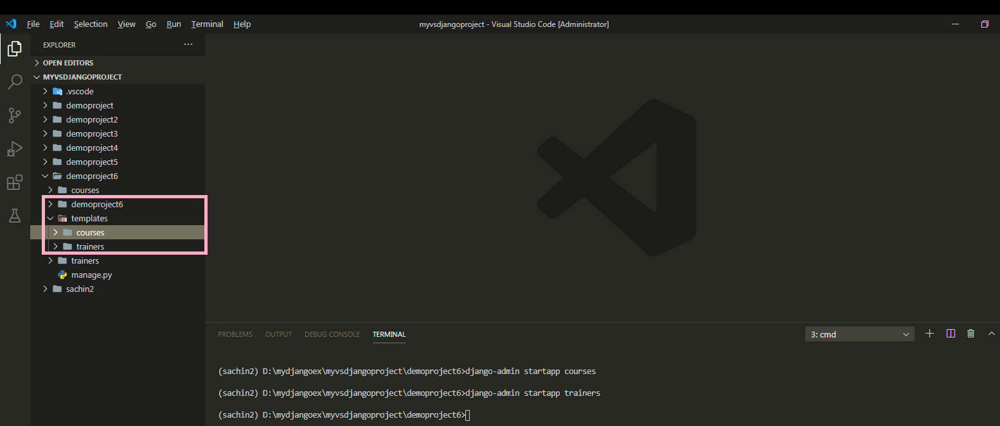 File Edit Selection View Go Run Terminal Help myvsdjangoproject - Visual Studio Code [Administrator]
EXPLORER ...
OPEN EDITORS
MYVSDJANGOPROJECT
.vscode
demoproject
demoproject2
demoproject3
demoproject4
demoproject5
demoproject6
courses
demoproject6
templates
courses
trainers
trainers
manage.py
sachin2
PROBLEMS OUTPUT DEBUG CONSOLE TERMINAL 3: cmd
(sachin2) D:\mydjangoex\myvsdjangoproject\demoproject6>django-admin startapp courses
(sachin2) D:\mydjangoex\myvsdjangoproject\demoproject6>django-admin startapp trainers
(sachin2) D:\mydjangoex\myvsdjangoproject\demoproject6>